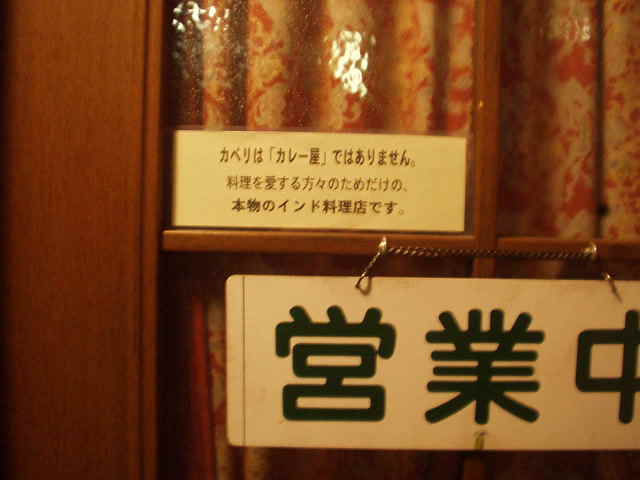 カベリは「カレー屋」ではありません。
料理を愛する方々のためだけの、
本物のインド料理店です。
営業中